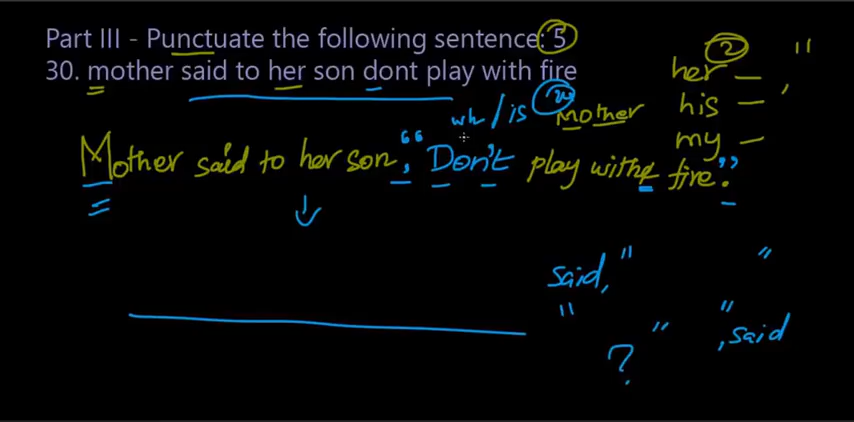 Part III - Punctuate the following sentence: 5
30. mother said to her son dont play with fire
her — "
his — ,
my —
wh/is mother
Mother said to her son, “Don't play with fire.”
said, " "
" ", said
? "